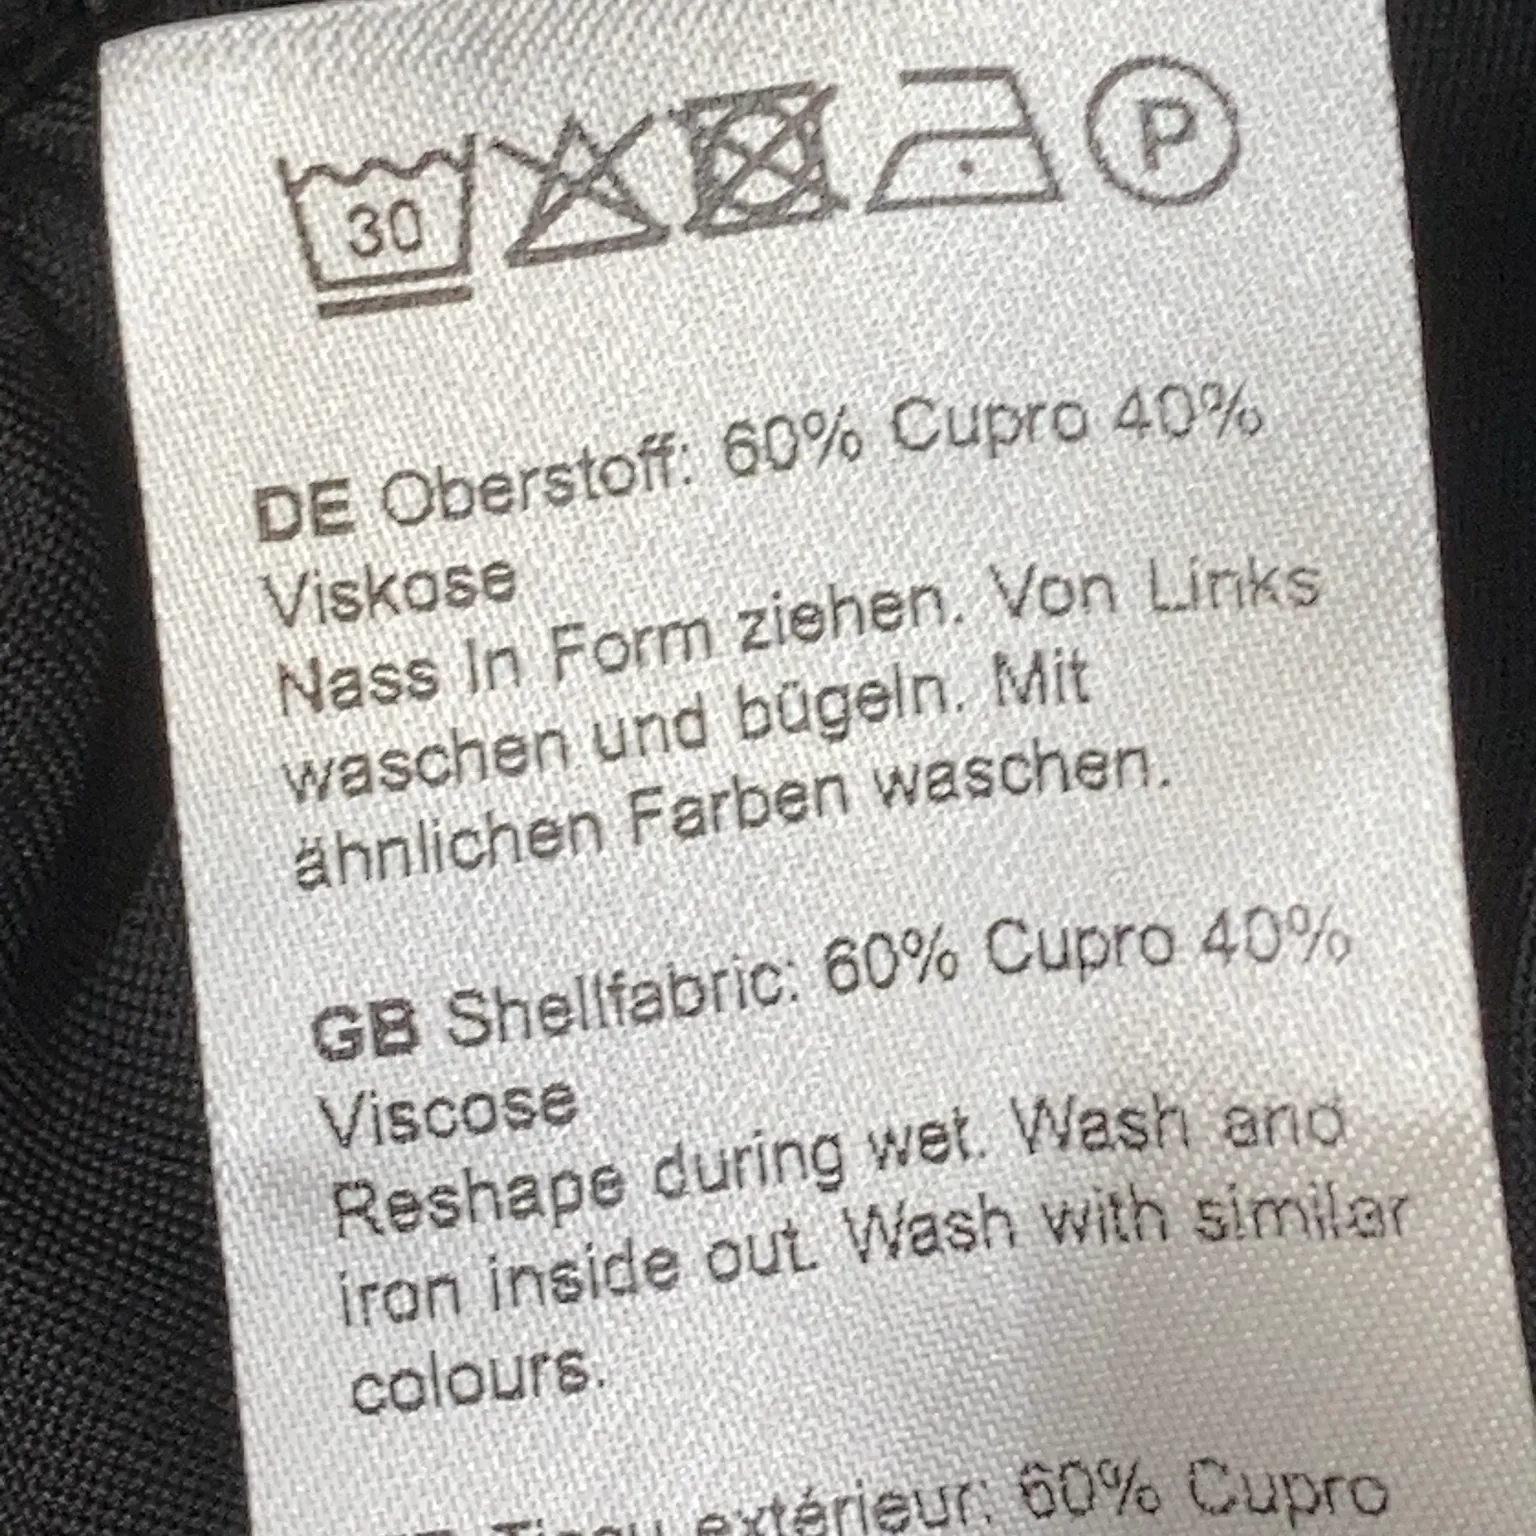 30
P
DE Oberstoff: 60% Cupro 40%
Viskose
Nass In Form ziehen. Von Links
waschen und bügeln. Mit
ähnlichen Farben waschen.
GB Shellfabric: 60% Cupro 40%
Viscose
Reshape during wet. Wash and
iron inside out. Wash with similar
colours.
Tissu extérieur: 60% Cupro